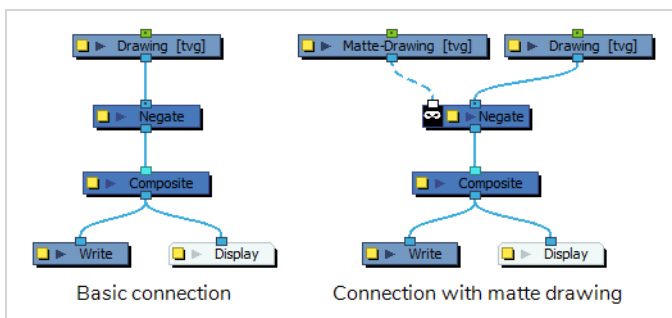 Drawing [tvg]
Negate
Composite
Write
Display
Basic connection
Matte-Drawing [tvg]
Drawing [tvg]
Negate
Composite
Write
Display
Connection with matte drawing